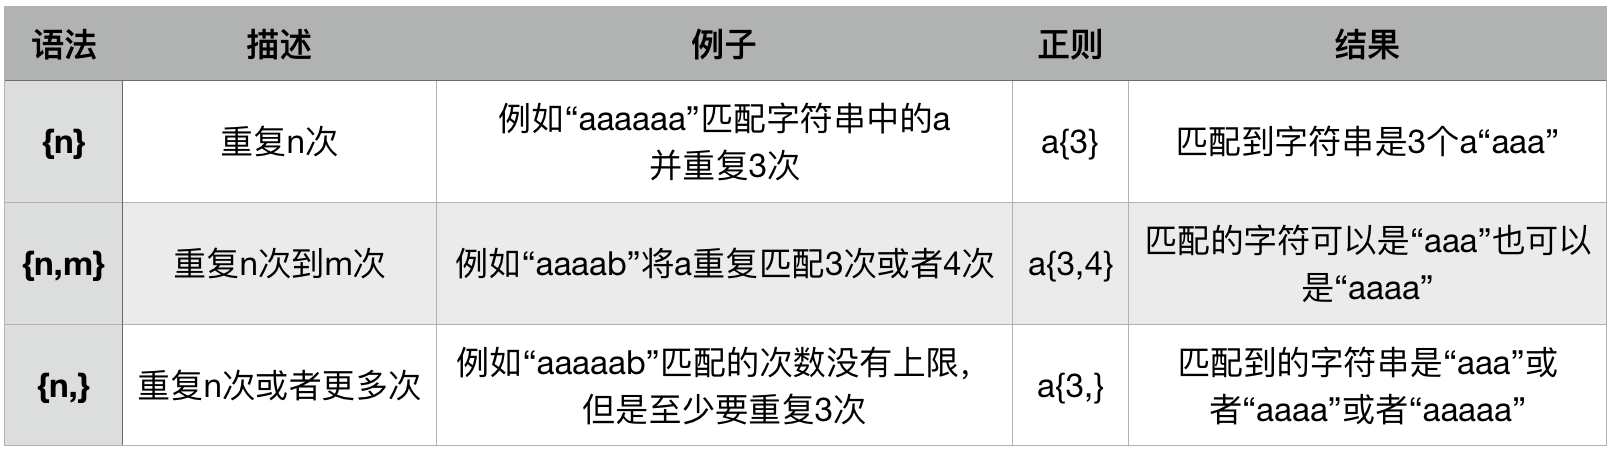 语法 描述 例子 正则 结果
{n} 重复n次 例如“aaaaaa”匹配字符串中的a
并重复3次 a{3} 匹配到字符串是3个a“aaa”
{n,m} 重复n次到m次 例如“aaaab”将a重复匹配3次或者4次 a{3,4} 匹配的字符可以是“aaa”也可以
是“aaaa”
{n,} 重复n次或者更多次 例如“aaaaab”匹配的次数没有上限，
但是至少要重复3次 a{3,} 匹配到的字符串是“aaa”或
者“aaaa”或者“aaaaa”